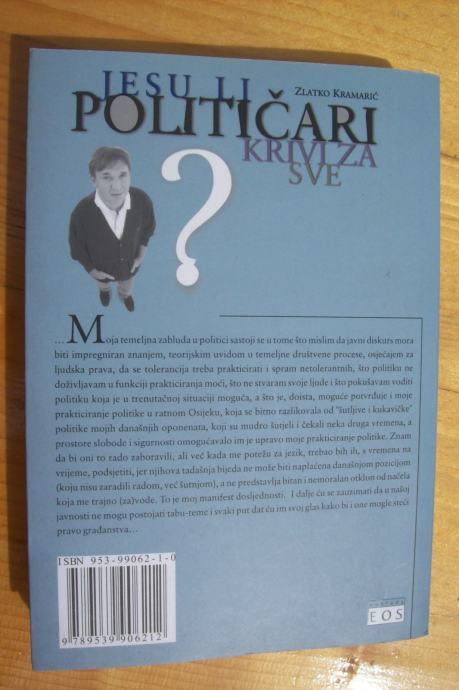 JESU LI
ZLATKO KRAMARIĆ
POLITIČARI
KRIVI ZA
SVE
?
... Moja temeljna zabluda u politici sastoji se u tome što mislim da javni diskurs mora
biti impregniran znanjem, teorijskim uvidom u temeljne društvene procese, osjećajem za
ljudska prava, da se tolerancija treba prakticirati i spram netolerantnih, što politiku ne
doživljavam u funkciji prakticiranja moći, što ne stvaram svoje ljude i što pokušavam voditi
politiku koja je u trenutačnoj situaciji moguća, a što je, doista, moguće potvrđuje i moje
prakticiranje politike u ratnom Osijeku, koja se bitno razlikovala od "šutljive i kukavičke"
politike mojih današnjih oponenata, koji su mudro šutjeli i čekali neka druga vremena, a
prostore slobode i sigurnosti omogućavalo im je upravo moje prakticiranje politike. Znam
da bi oni to rado zaboravili, ali već kada me potežu za jezik, trebao bih ih, s vremena na
vrijeme, podsjetiti, jer njihova tadašnja bijeda ne može biti naplaćena današnjom pozicijom
(koju nisu zaradili radom, već šutnjom), a ne predstavlja bitan i nemoralan otklon od načela
koja me trajno (za)vode. To je moj manifest dosljednosti. I dalje ću se zauzimati da u našoj
javnosti ne mogu postojati tabu-teme i svaki put dat ću im svoj glas kako bi i one mogle steći
pravo građanstva...
ISBN 953-99062-1-0
9 789539 906212
EOS